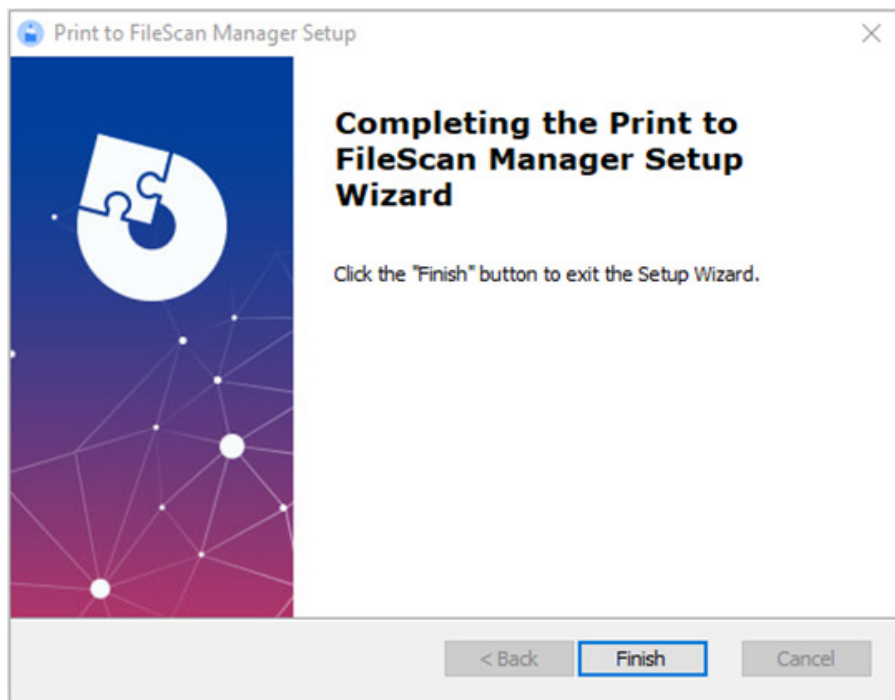 Print to FileScan Manager Setup
Completing the Print to
FileScan Manager Setup
Wizard
Click the "Finish" button to exit the Setup Wizard.
< Back
Finish
Cancel